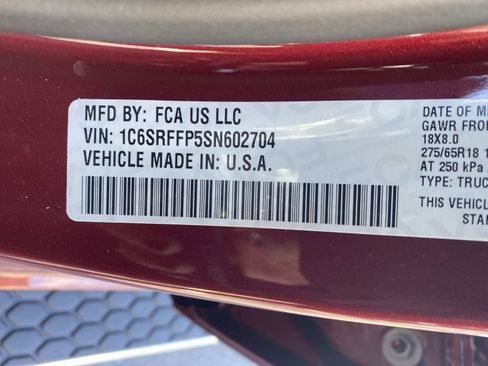 MFD BY: FCA US LLC
VIN: 1C6SRFFP5SN602704
VEHICLE MADE IN: U.S.A.
DATE OF M
GAWR FRO
18X8.0
275/65R18 1
AT 250 kPa
TYPE: TRUC
THIS VEHICL
STA